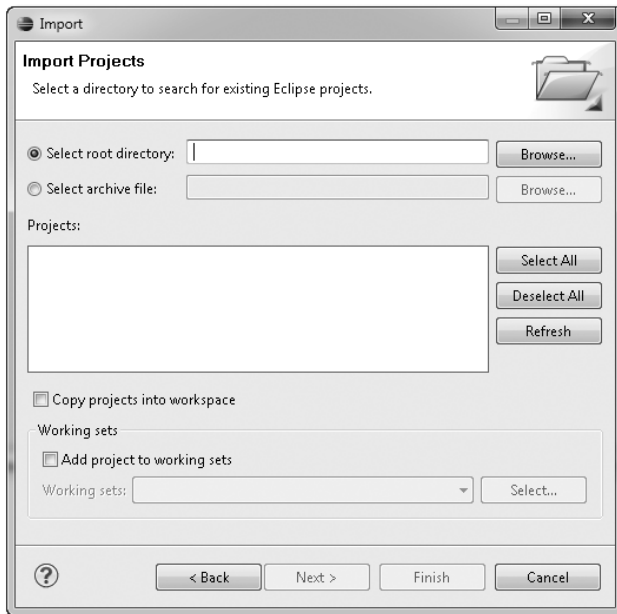 Import
Import Projects
Select a directory to search for existing Eclipse projects.
Select root directory:
Browse...
Select archive file:
Browse...
Projects:
Select All
Deselect All
Refresh
Copy projects into workspace
Working sets
Add project to working sets
Working sets:
Select...
?
< Back
Next >
Finish
Cancel